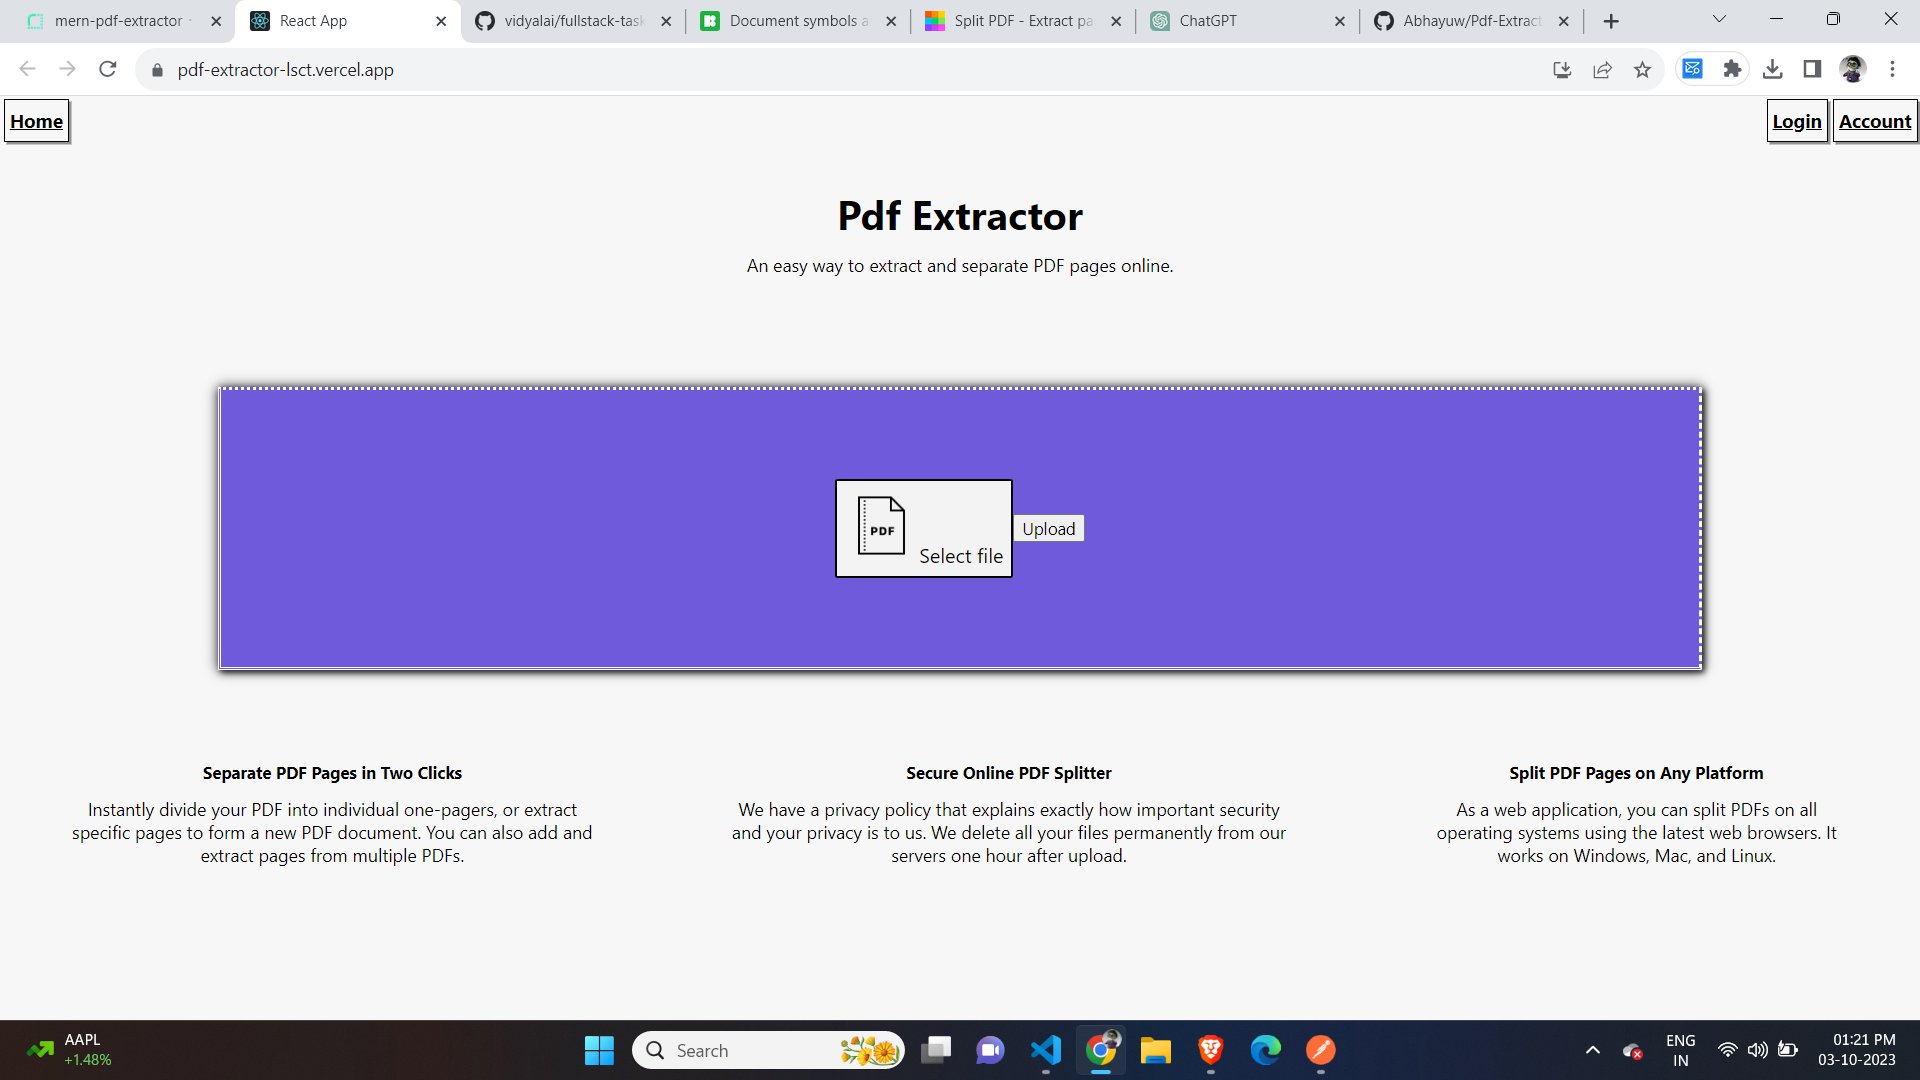 mern-pdf-extractor
React App
vidyalai/fullstack-task
Document symbols a
Split PDF - Extract pa
ChatGPT
Abhayuw/Pdf-Extract
pdf-extractor-lsct.vercel.app
Home
Login
Account
Pdf Extractor
An easy way to extract and separate PDF pages online.
PDF
Select file
Upload
Separate PDF Pages in Two Clicks
Instantly divide your PDF into individual one-pagers, or extract
specific pages to form a new PDF document. You can also add and
extract pages from multiple PDFs.
Secure Online PDF Splitter
We have a privacy policy that explains exactly how important security
and your privacy is to us. We delete all your files permanently from our
servers one hour after upload.
Split PDF Pages on Any Platform
As a web application, you can split PDFs on all
operating systems using the latest web browsers. It
works on Windows, Mac, and Linux.
AAPL
+1.48%
Search
ENG
IN
01:21 PM
03-10-2023